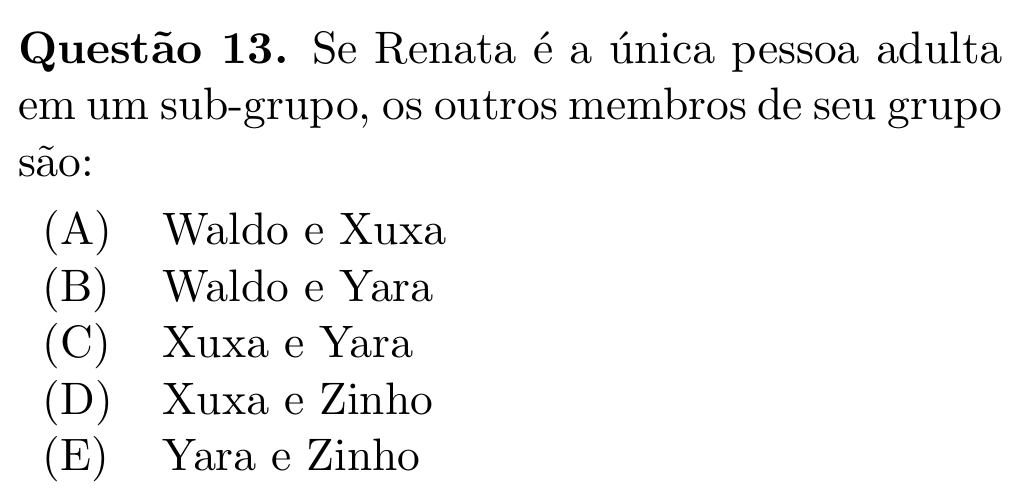 Questão 13. Se Renata é a única pessoa adulta
em um sub-grupo, os outros membros de seu grupo
são:
(A) Waldo e Xuxa
(B) Waldo e Yara
(C) Xuxa e Yara
(D) Xuxa e Zinho
(E) Yara e Zinho